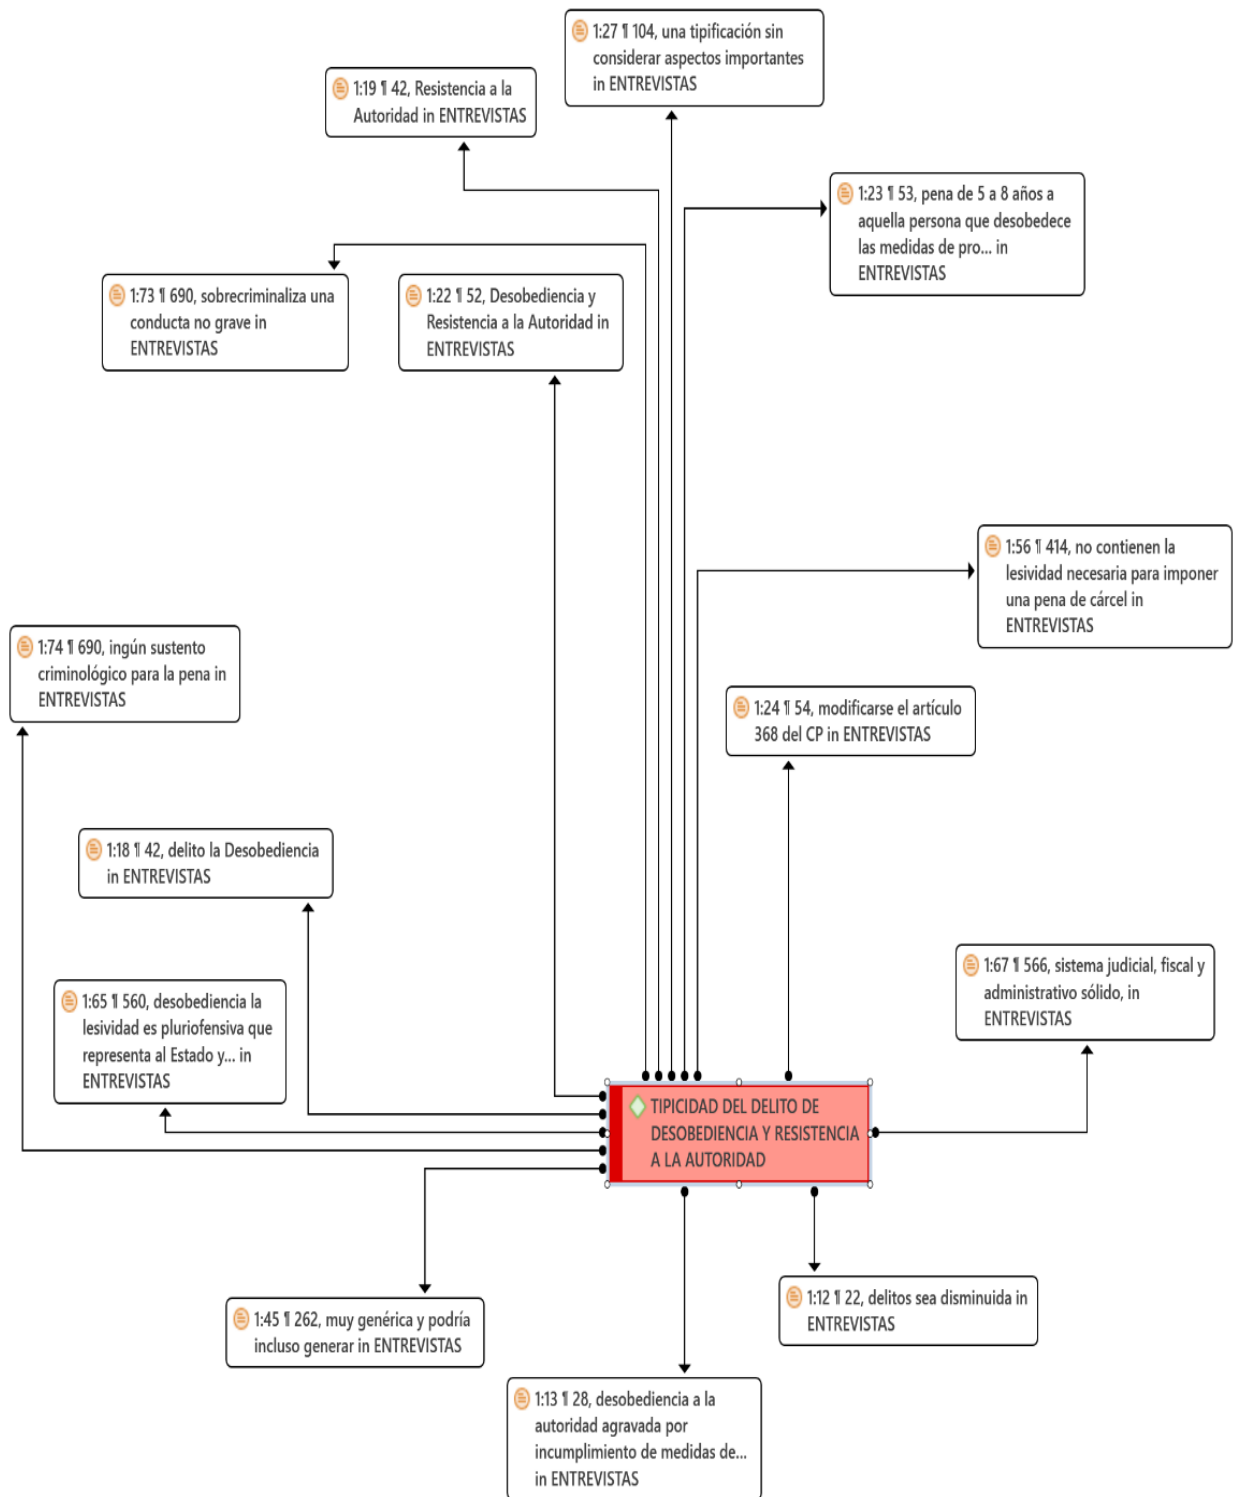 1:27 ¶ 104, una tipificación sin
considerar aspectos importantes
in ENTREVISTAS
1:19 ¶ 42, Resistencia a la
Autoridad in ENTREVISTAS
1:23 ¶ 53, pena de 5 a 8 años a
aquella persona que desobedece
las medidas de pro... in
ENTREVISTAS
1:73 ¶ 690, sobrecriminaliza una
conducta no grave in
ENTREVISTAS
1:22 ¶ 52, Desobediencia y
Resistencia a la Autoridad in
ENTREVISTAS
1:56 ¶ 414, no contienen la
lesividad necesaria para imponer
una pena de cárcel in
ENTREVISTAS
1:74 ¶ 690, ingún sustento
criminológico para la pena in
ENTREVISTAS
1:24 ¶ 54, modificarse el artículo
368 del CP in ENTREVISTAS
1:18 ¶ 42, delito la Desobediencia
in ENTREVISTAS
1:67 ¶ 566, sistema judicial, fiscal y
administrativo sólido, in
ENTREVISTAS
1:65 ¶ 560, desobediencia la
lesividad es pluriofensiva que
representa al Estado y... in
ENTREVISTAS
TIPICIDAD DEL DELITO DE
DESOBEDIENCIA Y RESISTENCIA
A LA AUTORIDAD
1:12 ¶ 22, delitos sea disminuida in
ENTREVISTAS
1:45 ¶ 262, muy genérica y podría
incluso generar in ENTREVISTAS
1:13 ¶ 28, desobediencia a la
autoridad agravada por
incumplimiento de medidas de...
in ENTREVISTAS